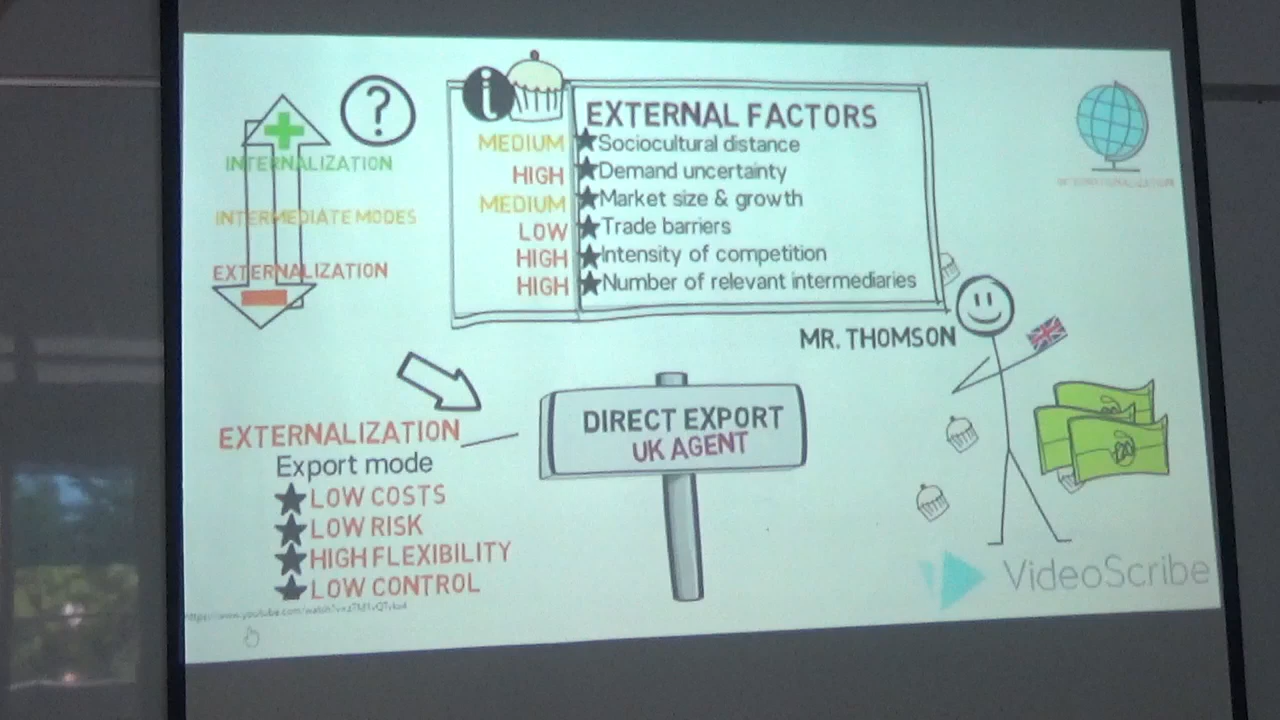 ?
i
EXTERNAL FACTORS
MEDIUM ★Sociocultural distance
HIGH ★Demand uncertainty
MEDIUM ★Market size & growth
LOW ★Trade barriers
HIGH ★Intensity of competition
HIGH ★Number of relevant intermediaries
INTERNALIZATION
INTERMEDIATE MODES
EXTERNALIZATION
INTERNATIONALIZATION
MR. THOMSON
DIRECT EXPORT
UK AGENT
EXTERNALIZATION
Export mode
★LOW COSTS
★LOW RISK
★HIGH FLEXIBILITY
★LOW CONTROL
VideoScribe